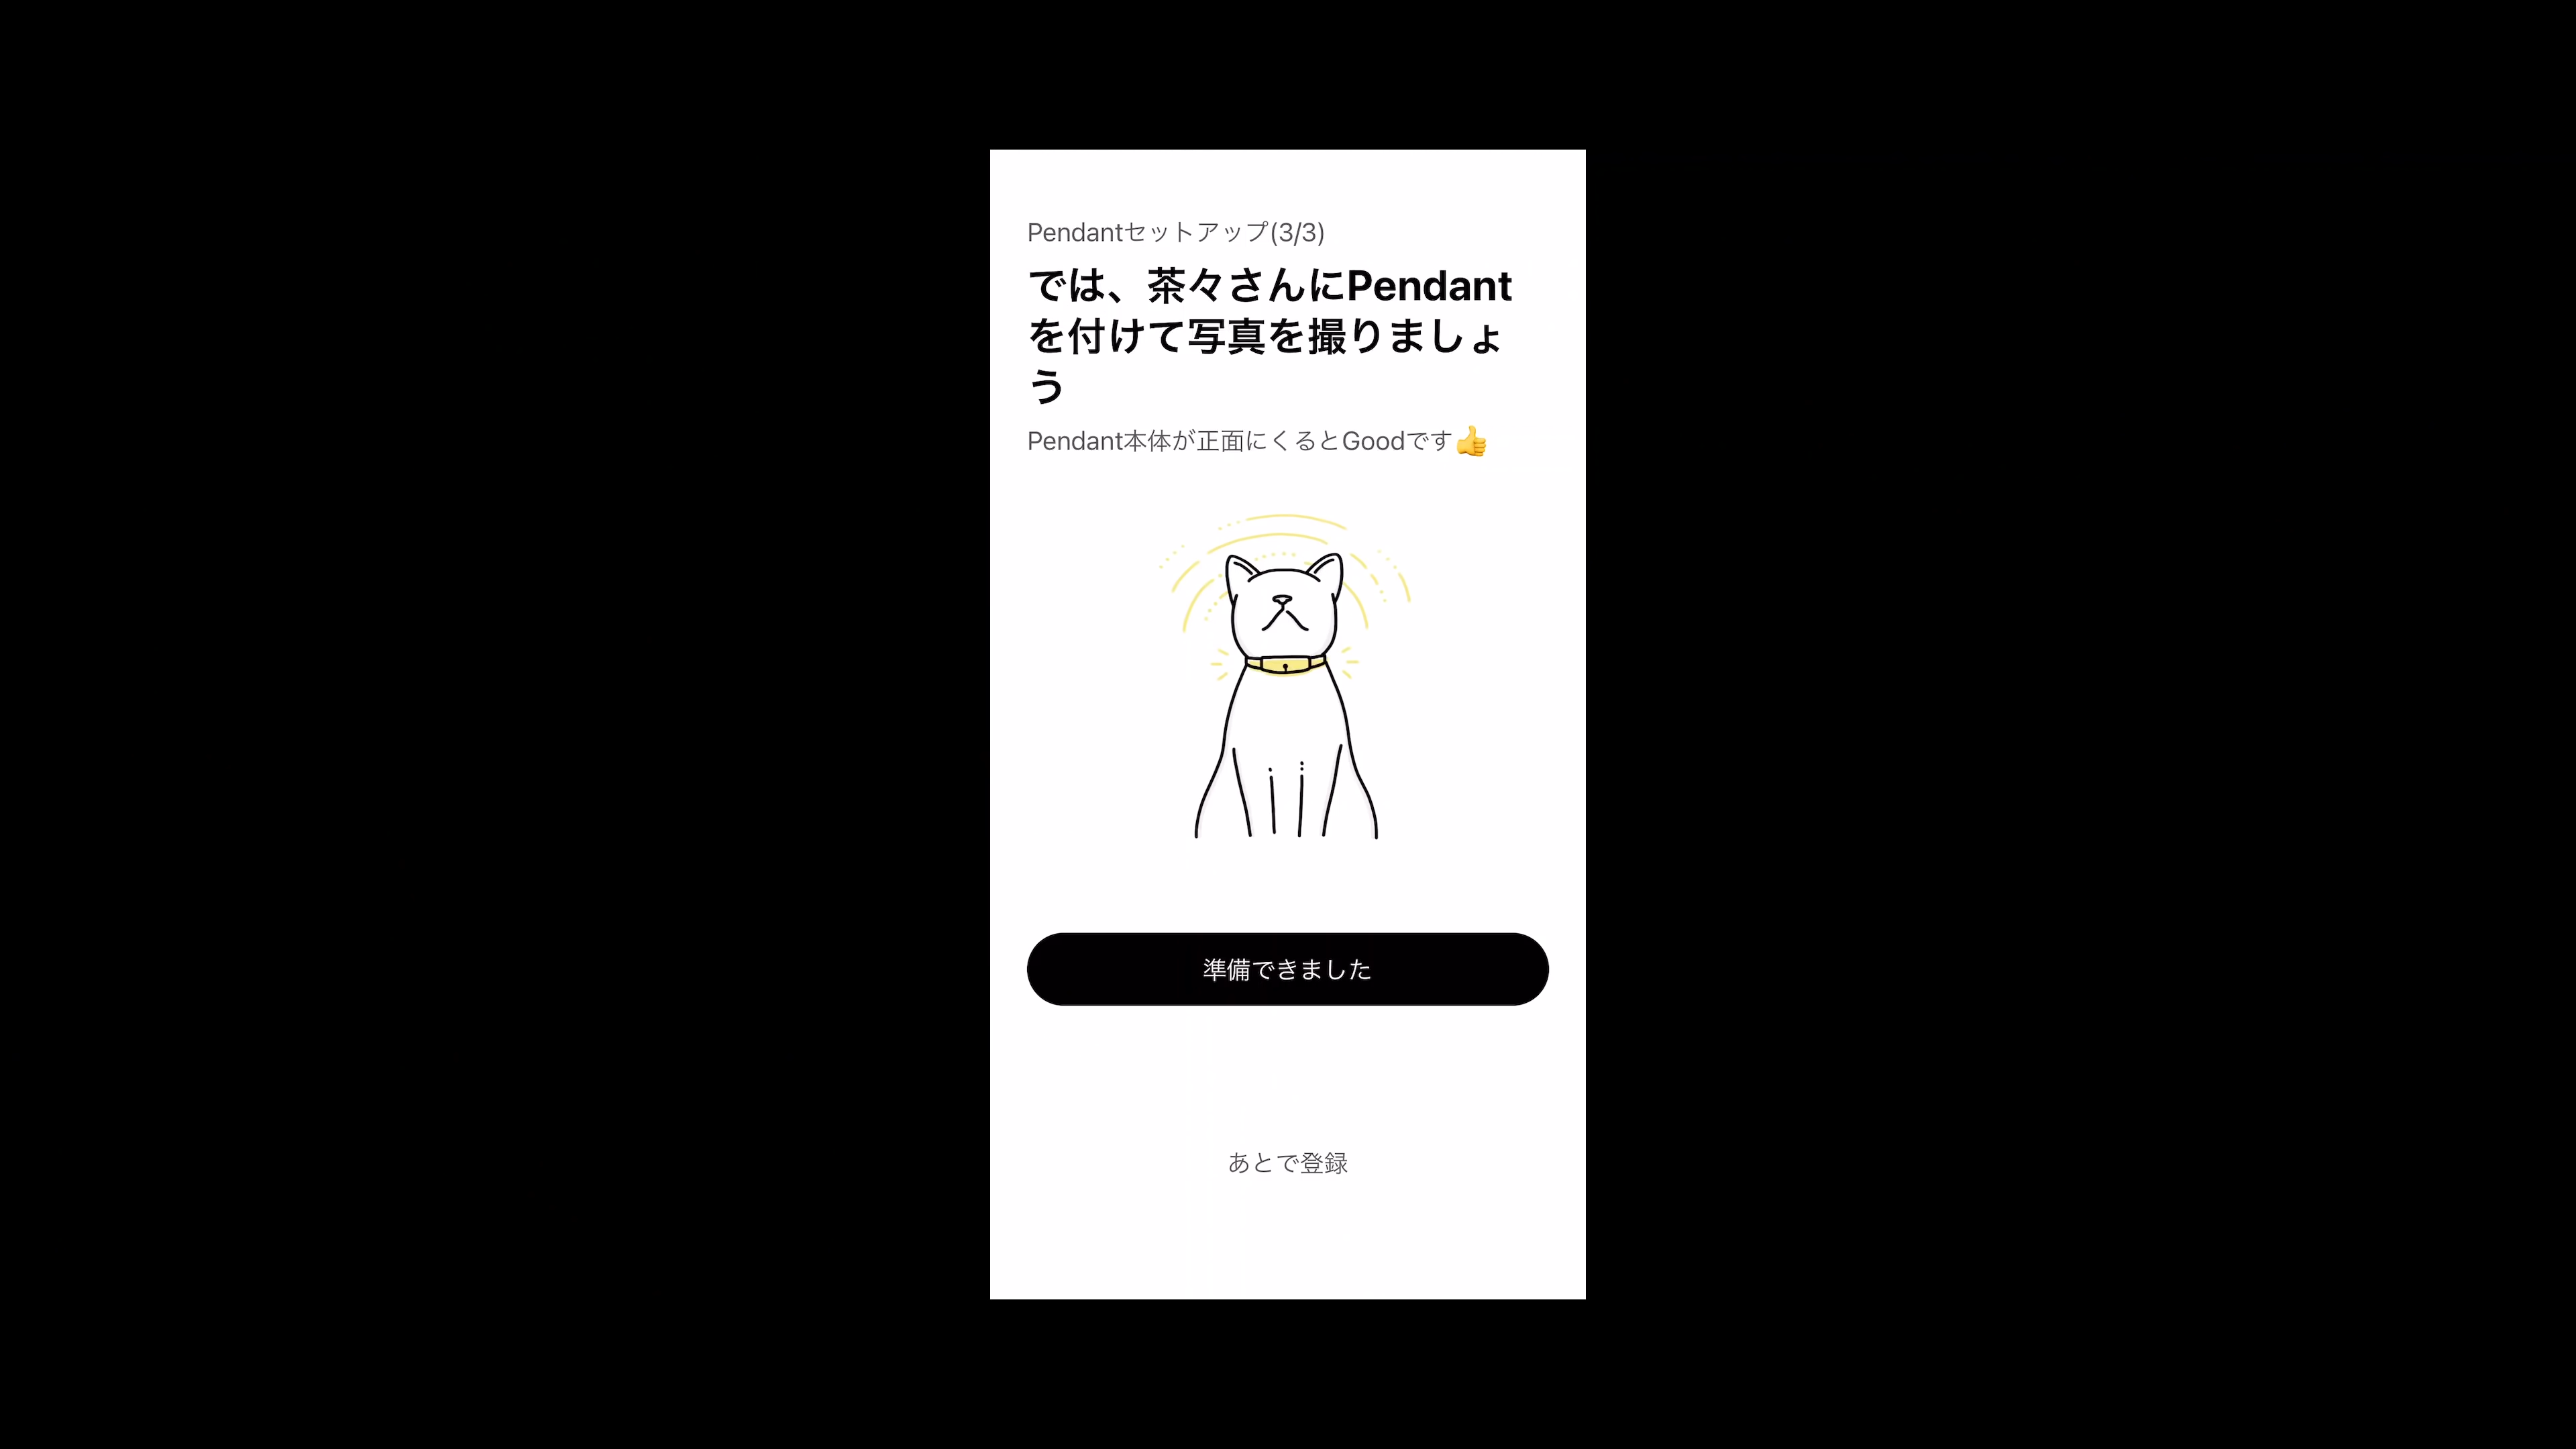 Pendantセットアップ(3/3)
では、茶々さんにPendant
を付けて写真を撮りましょ
う
Pendant本体が正面にくるとGoodです👍
準備できました
あとで登録